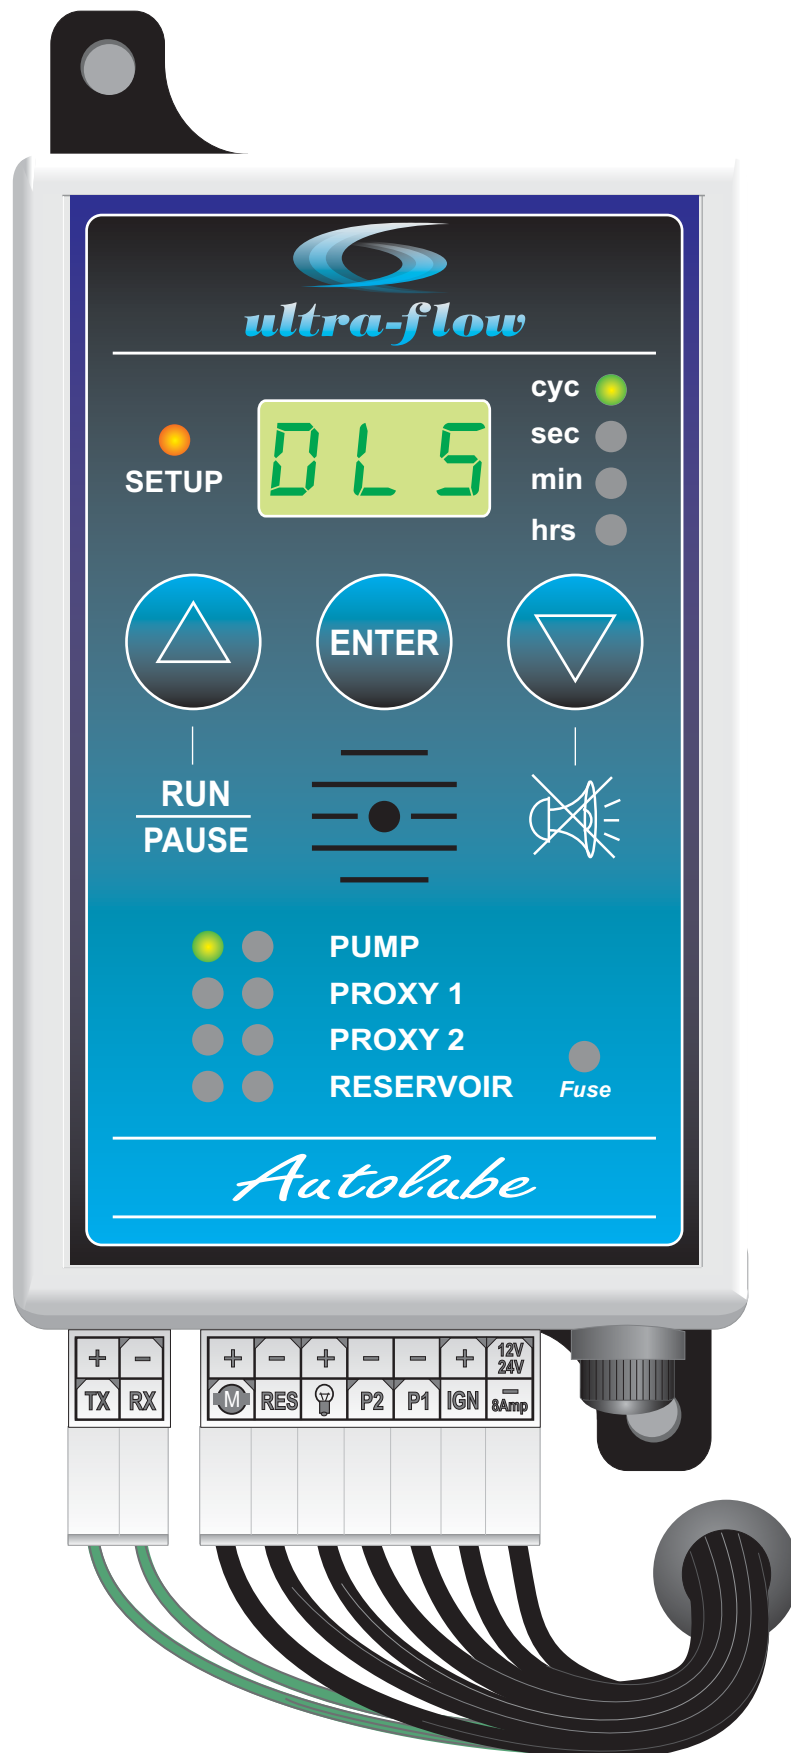 ultra-flow
cyc
sec
min
hrs
SETUP
DLS
ENTER
RUN
PAUSE
PUMP
PROXY 1
PROXY 2
RESERVOIR
Fuse
Autolube
+ - + - + - - + 12V 24V
TX RX M RES P2 P1 IGN - 8Amp